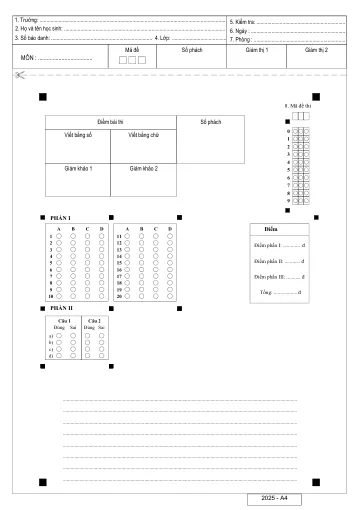 1. Trường: ............................................................
2. Họ và tên học sinh: ............................................................
3. Số báo danh: ............................................................ 4. Lớp: ..............................
5. Kiểm tra: ............................................................
6. Ngày : ............................................................
7. Phòng : ............................................................
MÔN : ..............................
Mã đề
Số phách
Giám thị 1
Giám thị 2
8. Mã đề thi
Điểm bài thi
Số phách
Viết bằng số
Viết bằng chữ
Giám khảo 1
Giám khảo 2
0
1
2
3
4
5
6
7
8
9
PHẦN I
A B C D
1
2
3
4
5
6
7
8
9
10
A B C D
11
12
13
14
15
16
17
18
19
20
Điểm
Điểm phần I: ............ đ
Điểm phần II: .......... đ
Điểm phần III: .......... đ
Tổng: ................ đ
PHẦN II
Câu 1 Câu 2
Đúng Sai Đúng Sai
a)
b)
c)
d)
2025 - A4